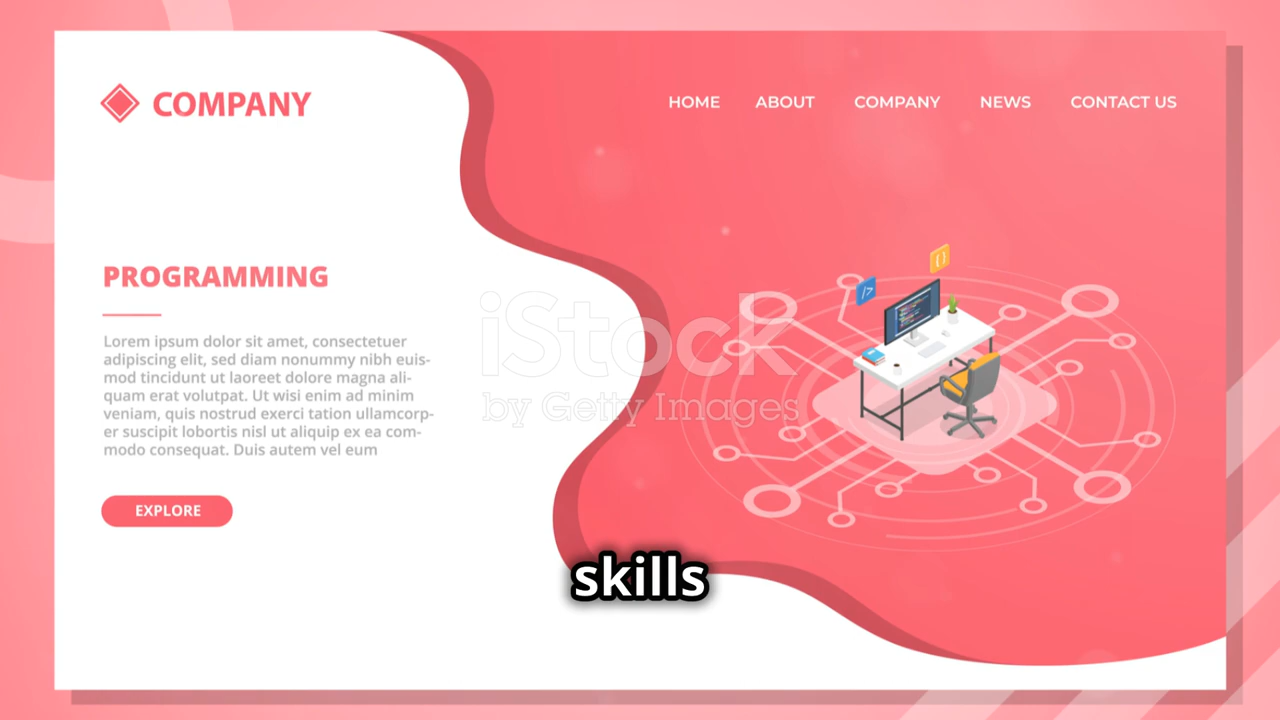 COMPANY
HOME ABOUT COMPANY NEWS CONTACT US
PROGRAMMING
Lorem ipsum dolor sit amet, consectetuer
adipiscing elit, sed diam nonummy nibh euis-
mod tincidunt ut laoreet dolore magna ali-
quam erat volutpat. Ut wisi enim ad minim
veniam, quis nostrud exerci tation ullamcorp-
er suscipit lobortis nisl ut aliquip ex ea com-
modo consequat. Duis autem vel eum
EXPLORE
</>
{}
iStock
by Getty Images
skills